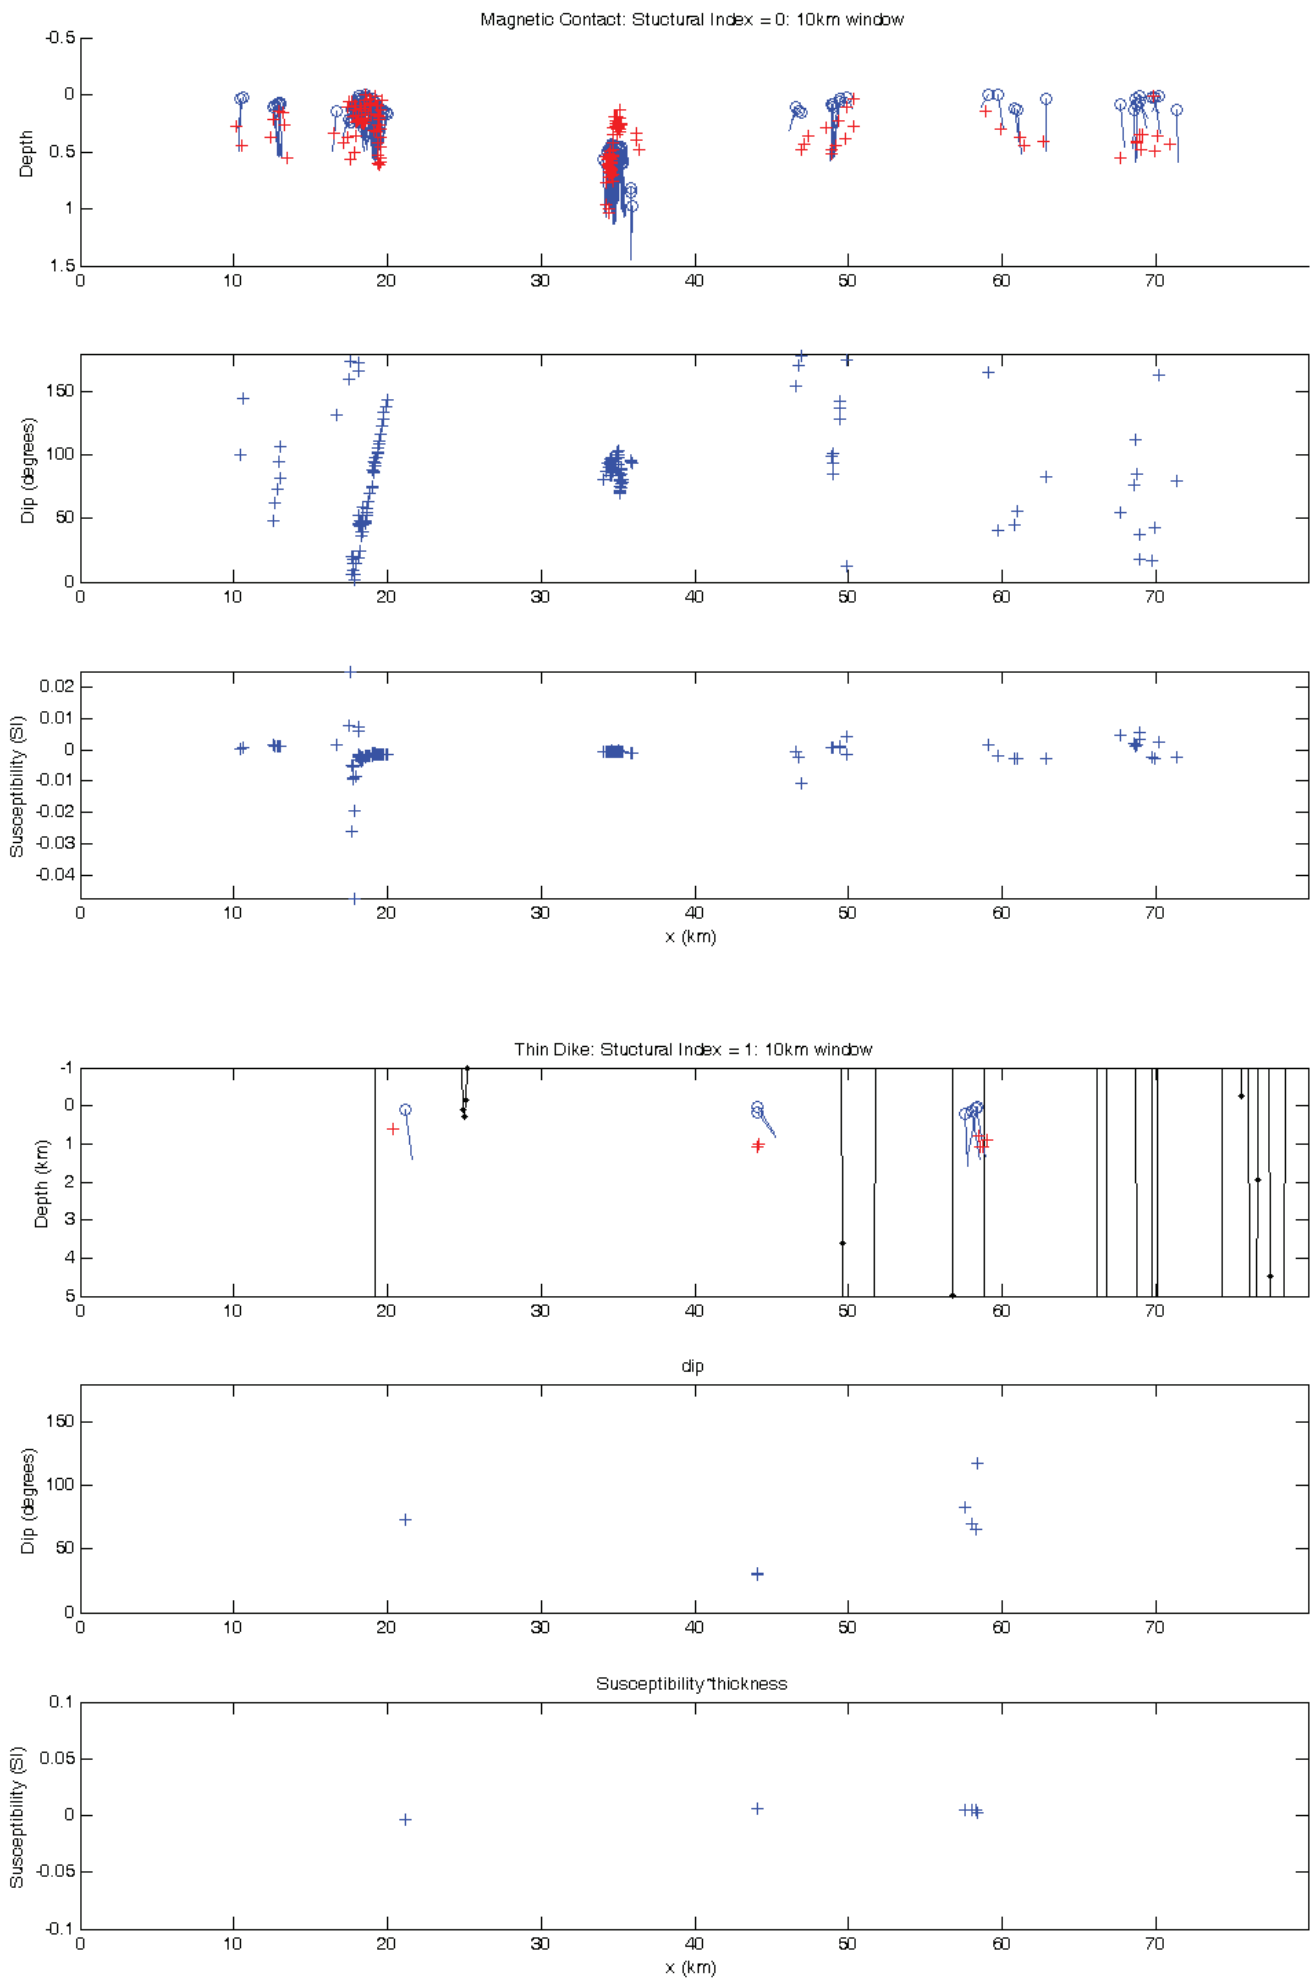 Magnetic Contact: Stuctural Index = 0: 10km window
-0.5
0
0.5
1
1.5
Depth
0 10 20 30 40 50 60 70
150
100
50
0
Dip (degrees)
0 10 20 30 40 50 60 70
0.02
0.01
0
-0.01
-0.02
-0.03
-0.04
Susceptibility (SI)
0 10 20 30 40 50 60 70
x (km)
Thin Dike: Stuctural Index = 1: 10km window
-1
0
1
2
3
4
5
Depth (km)
0 10 20 30 40 50 60 70
dip
150
100
50
0
Dip (degrees)
0 10 20 30 40 50 60 70
Susceptibility*thickness
0.1
0.05
0
-0.05
-0.1
Susceptibility (SI)
0 10 20 30 40 50 60 70
x (km)